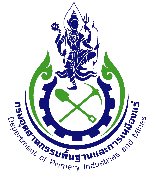 กรมอุตสาหกรรมพื้นฐานและการเหมืองแร่
Department of Primary Industries and Mines